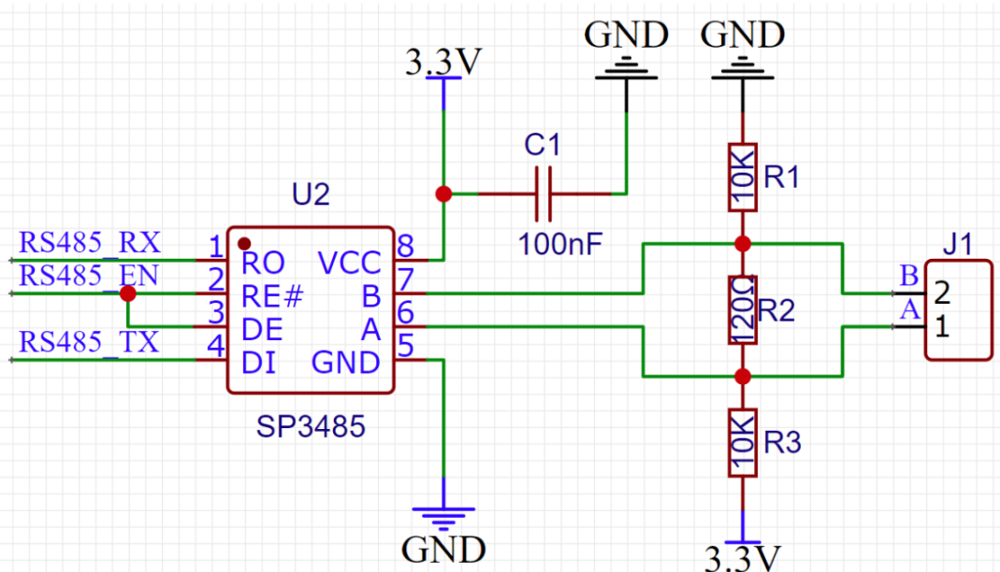 GND GND
3.3V
C1
10K R1
U2
100nF
RS485_RX 1 RO VCC 8
J1
RS485_EN 2 RE# B 7
B 2
120Ω R2
3 DE A 6
A 1
RS485_TX 4 DI GND 5
SP3485
10K R3
GND
3.3V